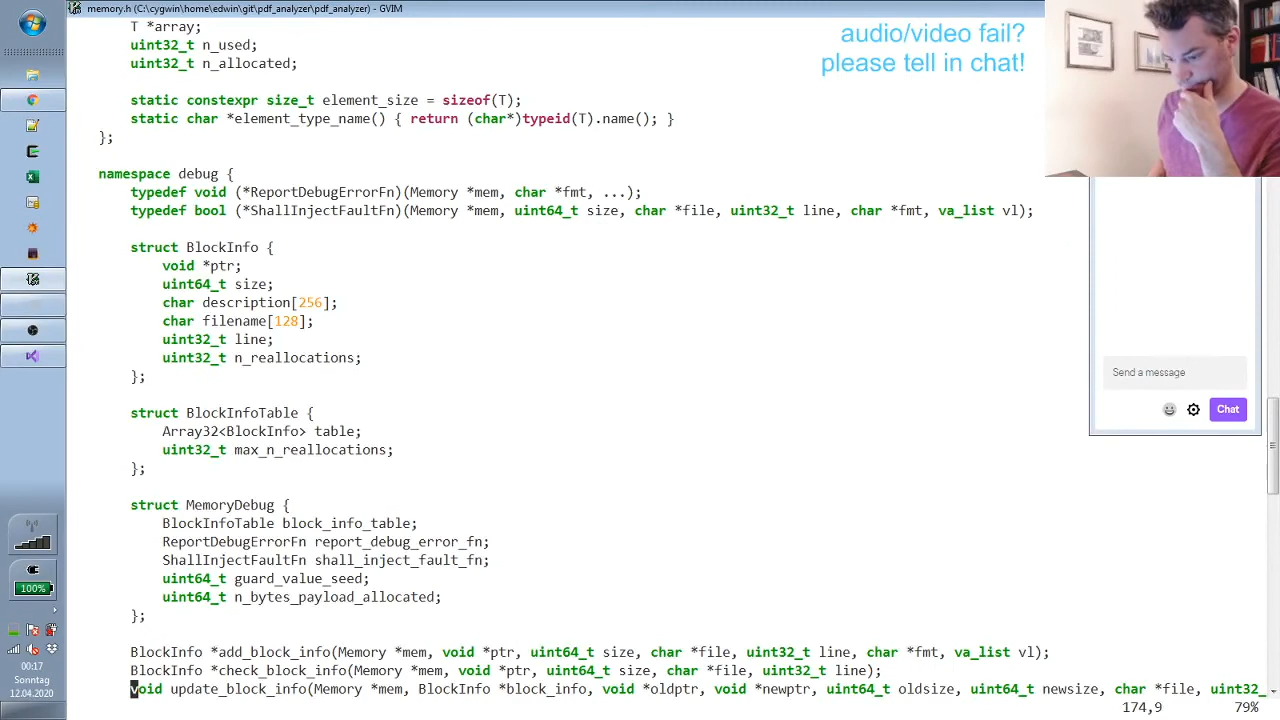 memory.h (C:\cygwin\home\edwin\git\pdf_analyzer\pdf_analyzer) - GVIM
T *array;
uint32_t n_used;
uint32_t n_allocated;
static constexpr size_t element_size = sizeof(T);
static char *element_type_name() { return (char*)typeid(T).name(); }
};
namespace debug {
typedef void (*ReportDebugErrorFn)(Memory *mem, char *fmt, ...);
typedef bool (*ShallInjectFaultFn)(Memory *mem, uint64_t size, char *file, uint32_t line, char *fmt, va_list vl);
struct BlockInfo {
void *ptr;
uint64_t size;
char description[256];
char filename[128];
uint32_t line;
uint32_t n_reallocations;
};
struct BlockInfoTable {
Array32<BlockInfo> table;
uint32_t max_n_reallocations;
};
struct MemoryDebug {
BlockInfoTable block_info_table;
ReportDebugErrorFn report_debug_error_fn;
ShallInjectFaultFn shall_inject_fault_fn;
uint64_t guard_value_seed;
uint64_t n_bytes_payload_allocated;
};
BlockInfo *add_block_info(Memory *mem, void *ptr, uint64_t size, char *file, uint32_t line, char *fmt, va_list vl);
BlockInfo *check_block_info(Memory *mem, void *ptr, uint64_t size, char *file, uint32_t line);
void update_block_info(Memory *mem, BlockInfo *block_info, void *oldptr, void *newptr, uint64_t oldsize, uint64_t newsize, char *file, uint32_
174,9 79%
audio/video fail?
please tell in chat!
Send a message
Chat
100%
00:17
12.04.2020